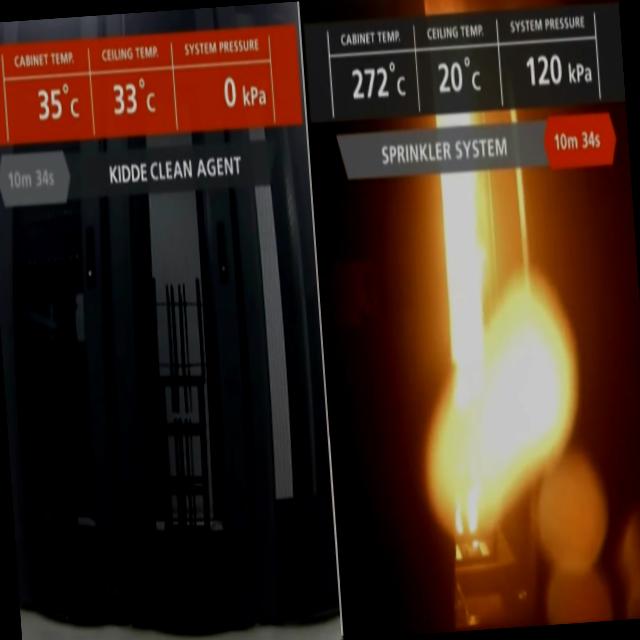 CABINET TEMP. CEILING TEMP. SYSTEM PRESSURE
35°C 33°C 0 kPa
10m 34s KIDDE CLEAN AGENT
CABINET TEMP. CEILING TEMP. SYSTEM PRESSURE
272°C 20°C 120 kPa
SPRINKLER SYSTEM 10m 34s